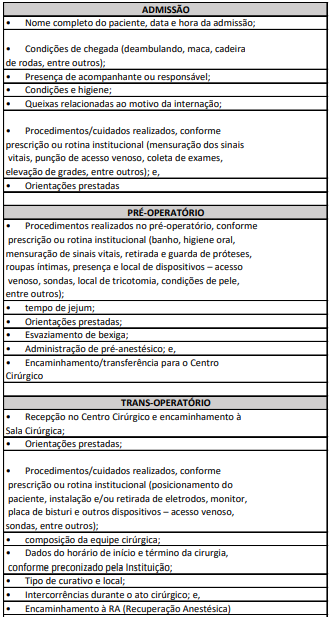 ADMISSÃO
• Nome completo do paciente, data e hora da admissão;
• Condições de chegada (deambulando, maca, cadeira
de rodas, entre outros);
• Presença de acompanhante ou responsável;
• Condições e higiene;
• Queixas relacionadas ao motivo da internação;
• Procedimentos/cuidados realizados, conforme
prescrição ou rotina institucional (mensuração dos sinais
vitais, punção de acesso venoso, coleta de exames,
elevação de grades, entre outros); e,
• Orientações prestadas
PRÉ-OPERATÓRIO
• Procedimentos realizados no pré-operatório, conforme
prescrição ou rotina institucional (banho, higiene oral,
mensuração de sinais vitais, retirada e guarda de próteses,
roupas íntimas, presença e local de dispositivos – acesso
venoso, sondas, local de tricotomia, condições de pele,
entre outros);
• tempo de jejum;
• Orientações prestadas;
• Esvaziamento de bexiga;
• Administração de pré-anestésico; e,
• Encaminhamento/transferência para o Centro
Cirúrgico
TRANS-OPERATÓRIO
• Recepção no Centro Cirúrgico e encaminhamento à
Sala Cirúrgica;
• Orientações prestadas;
• Procedimentos/cuidados realizados, conforme
prescrição ou rotina institucional (posicionamento do
paciente, instalação e/ou retirada de eletrodos, monitor,
placa de bisturi e outros dispositivos – acesso venoso,
sondas, entre outros);
• composição da equipe cirúrgica;
• Dados do horário de início e término da cirurgia,
conforme preconizado pela Instituição;
• Tipo de curativo e local;
• Intercorrências durante o ato cirúrgico; e,
• Encaminhamento à RA (Recuperação Anestésica)